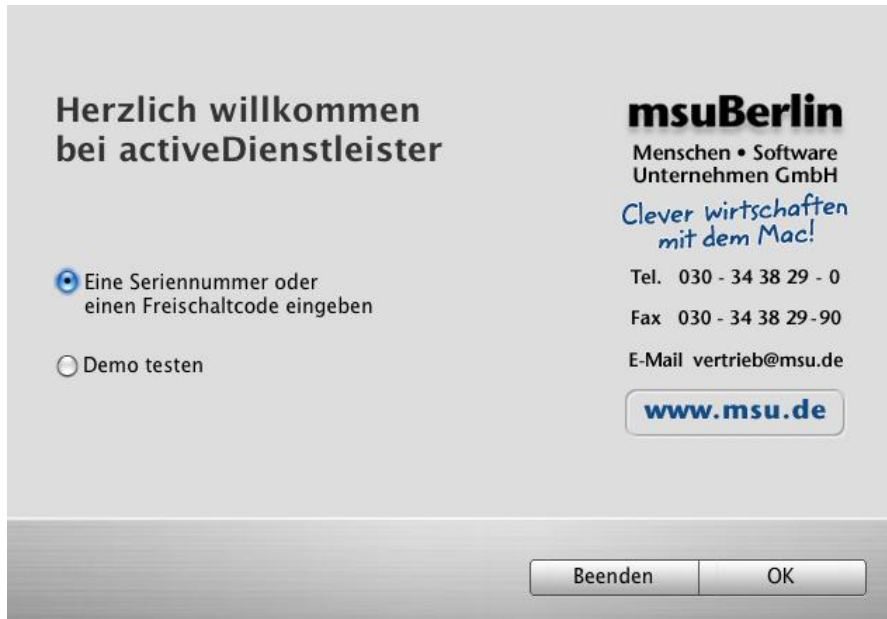 Herzlich willkommen
bei activeDienstleister
Eine Seriennummer oder
einen Freischaltcode eingeben
Demo testen
msuBerlin
Menschen • Software
Unternehmen GmbH
Clever wirtschaften
mit dem Mac!
Tel. 030 - 34 38 29 - 0
Fax 030 - 34 38 29-90
E-Mail vertrieb@msu.de
www.msu.de
Beenden
OK